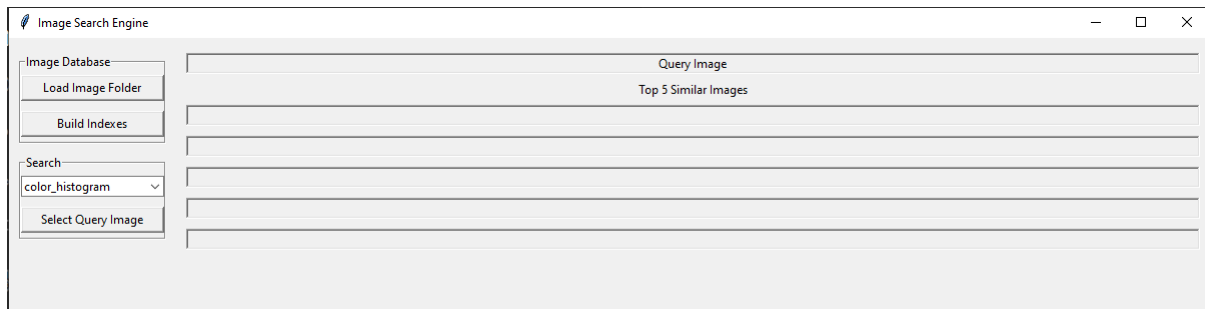 Image Search Engine
Image Database
Load Image Folder
Build Indexes
Search
color_histogram
Select Query Image
Query Image
Top 5 Similar Images